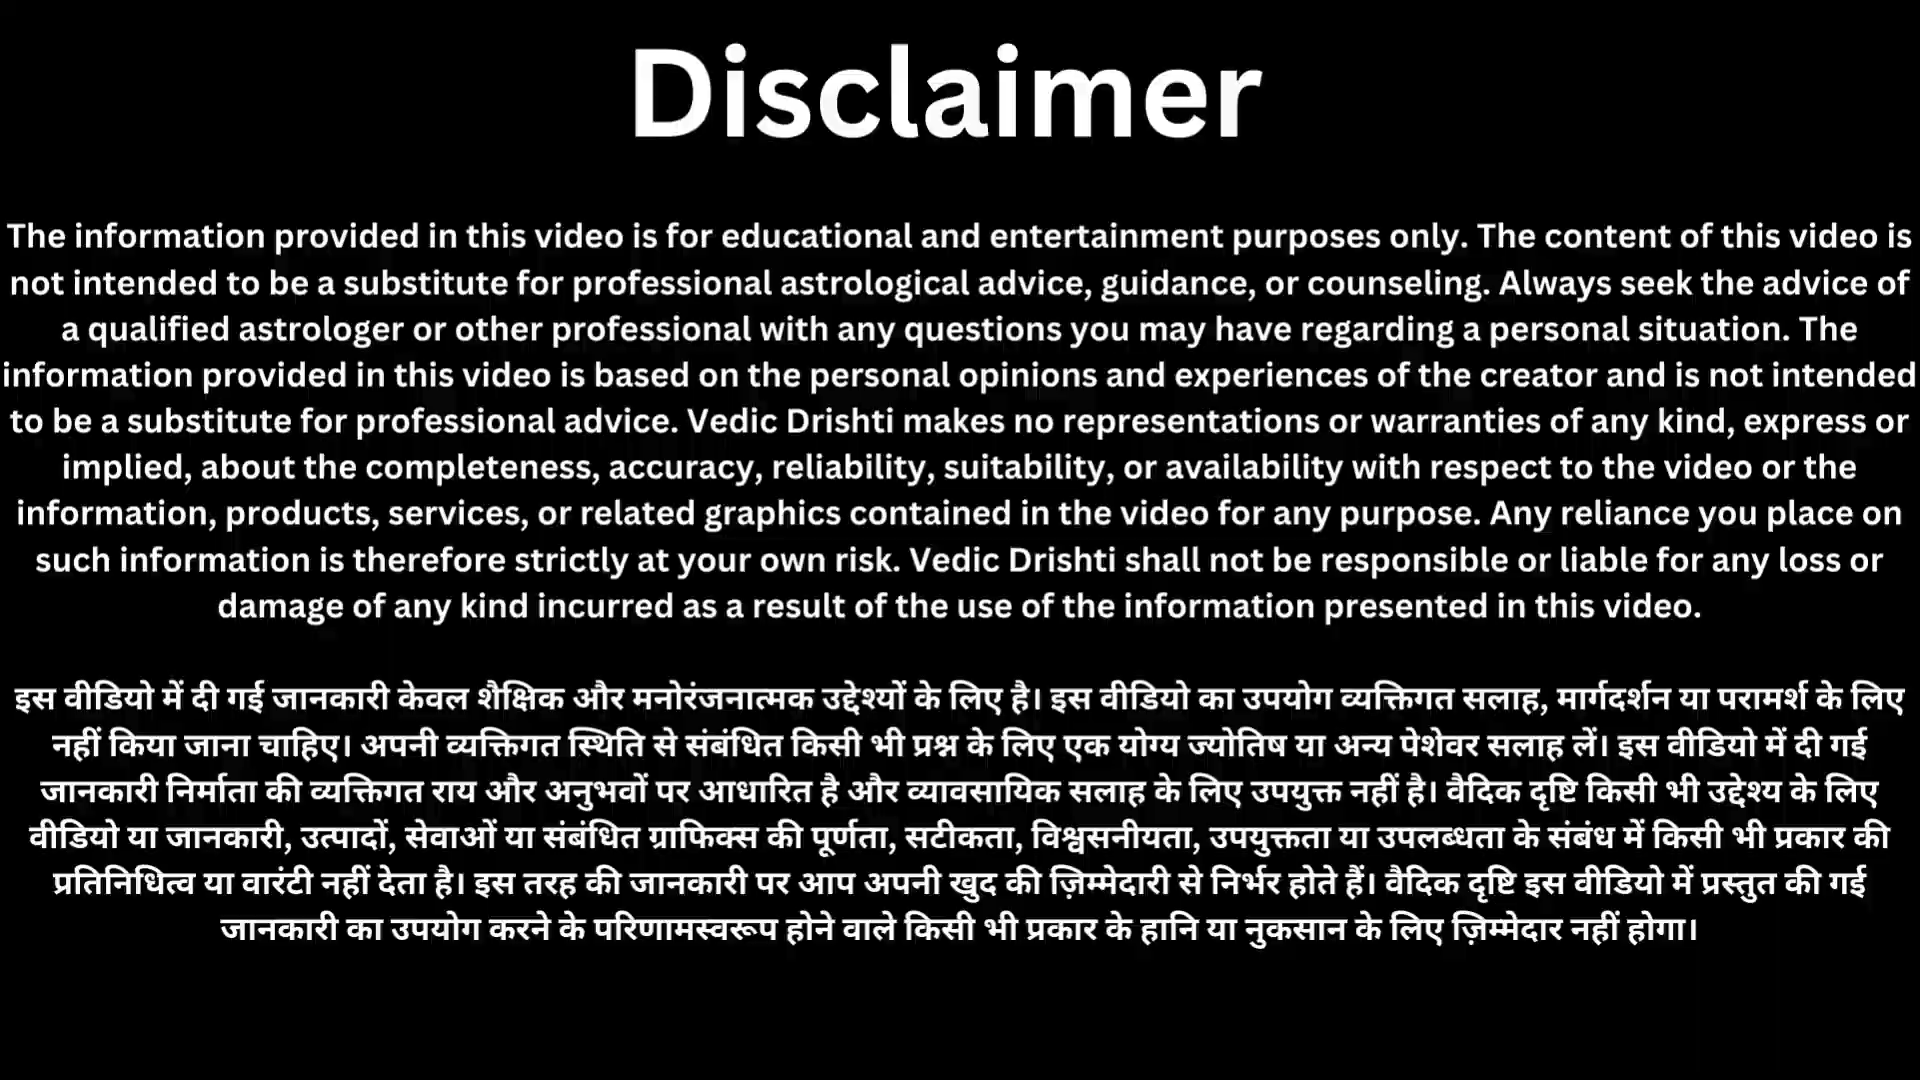 Disclaimer
The information provided in this video is for educational and entertainment purposes only. The content of this video is
not intended to be a substitute for professional astrological advice, guidance, or counseling. Always seek the advice of
a qualified astrologer or other professional with any questions you may have regarding a personal situation. The
information provided in this video is based on the personal opinions and experiences of the creator and is not intended
to be a substitute for professional advice. Vedic Drishti makes no representations or warranties of any kind, express or
implied, about the completeness, accuracy, reliability, suitability, or availability with respect to the video or the
information, products, services, or related graphics contained in the video for any purpose. Any reliance you place on
such information is therefore strictly at your own risk. Vedic Drishti shall not be responsible or liable for any loss or
damage of any kind incurred as a result of the use of the information presented in this video.
इस वीडियो में दी गई जानकारी केवल शैक्षिक और मनोरंजनात्मक उद्देश्यों के लिए है। इस वीडियो का उपयोग व्यक्तिगत सलाह, मार्गदर्शन या परामर्श के लिए
नहीं किया जाना चाहिए। अपनी व्यक्तिगत स्थिति से संबंधित किसी भी प्रश्न के लिए एक योग्य ज्योतिष या अन्य पेशेवर सलाह लें। इस वीडियो में दी गई
जानकारी निर्माता की व्यक्तिगत राय और अनुभवों पर आधारित है और व्यावसायिक सलाह के लिए उपयुक्त नहीं है। वैदिक दृष्टि किसी भी उद्देश्य के लिए
वीडियो या जानकारी, उत्पादों, सेवाओं या संबंधित ग्राफिक्स की पूर्णता, सटीकता, विश्वसनीयता, उपयुक्तता या उपलब्धता के संबंध में किसी भी प्रकार की
प्रतिनिधित्व या वारंटी नहीं देता है। इस तरह की जानकारी पर आप अपनी खुद की ज़िम्मेदारी से निर्भर होते हैं। वैदिक दृष्टि इस वीडियो में प्रस्तुत की गई
जानकारी का उपयोग करने के परिणामस्वरूप होने वाले किसी भी प्रकार के हानि या नुकसान के लिए ज़िम्मेदार नहीं होगा।